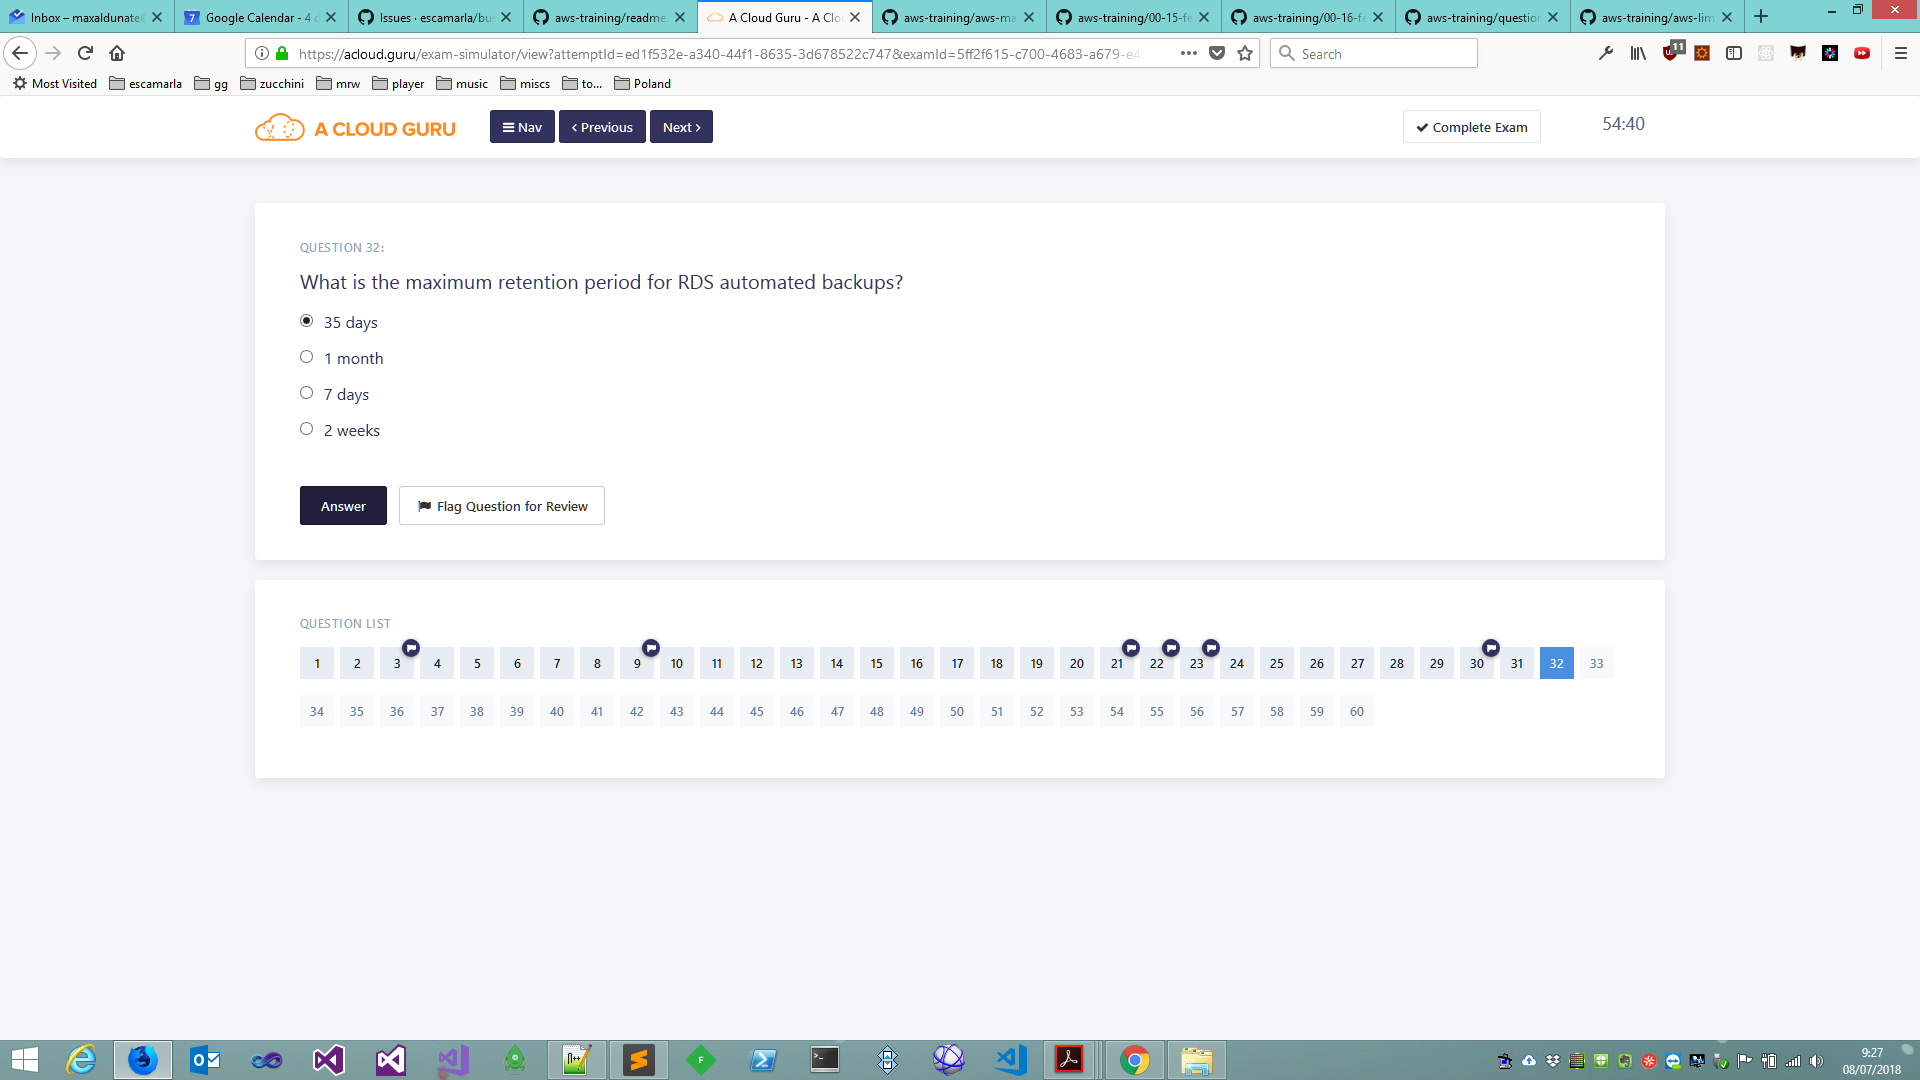 Inbox – maxaldunate
Google Calendar - 4
Issues · escamarla/bu
aws-training/readme.
A Cloud Guru - A Clo
aws-training/aws-ma
aws-training/00-15-fe
aws-training/00-16-fe
aws-training/question
aws-training/aws-lim
https://acloud.guru/exam-simulator/view?attemptId=ed1f532e-a340-44f1-8635-3d678522c747&examId=5ff2f615-c700-4683-a679-e4
Search
11
Most Visited escamarla gg zucchini mrw player music miscs to... Poland
A CLOUD GURU
Nav
Previous
Next
Complete Exam
54:40
QUESTION 32:
What is the maximum retention period for RDS automated backups?
35 days
1 month
7 days
2 weeks
Answer
Flag Question for Review
QUESTION LIST
1 2 3 4 5 6 7 8 9 10 11 12 13 14 15 16 17 18 19 20 21 22 23 24 25 26 27 28 29 30 31 32 33
34 35 36 37 38 39 40 41 42 43 44 45 46 47 48 49 50 51 52 53 54 55 56 57 58 59 60
9:27
08/07/2018